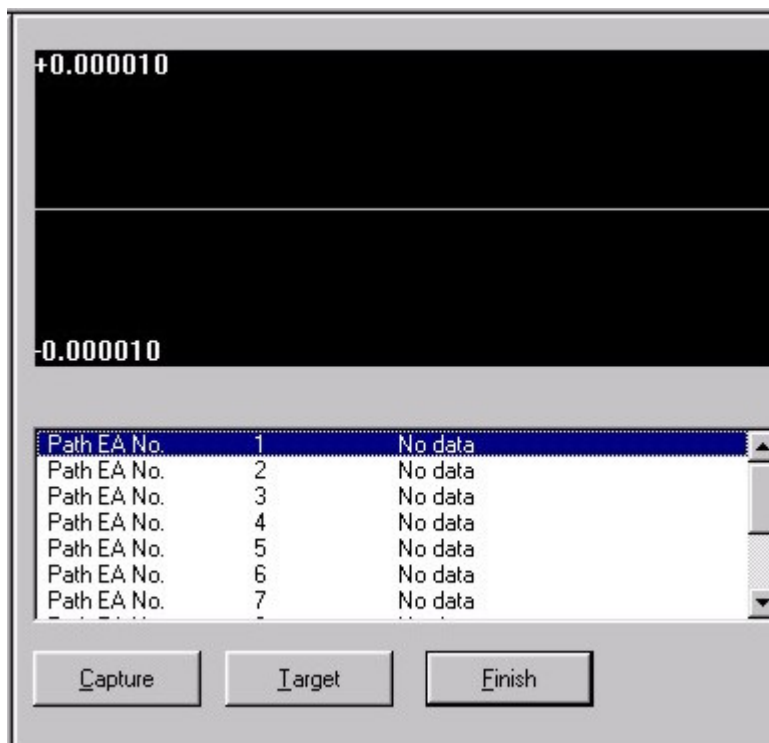 +0.000010
-0.000010
Path EA No. 1 No data
Path EA No. 2 No data
Path EA No. 3 No data
Path EA No. 4 No data
Path EA No. 5 No data
Path EA No. 6 No data
Path EA No. 7 No data
Capture Target Finish